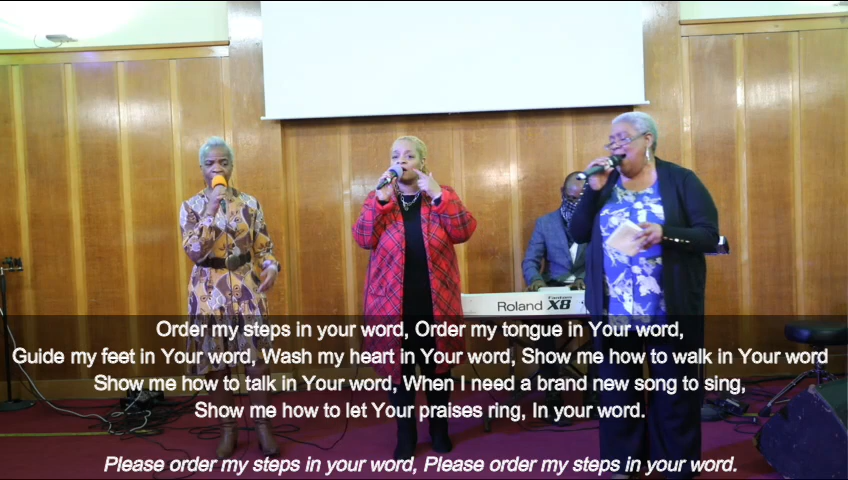 Roland Fantom X8
Order my steps in your word, Order my tongue in Your word,
Guide my feet in Your word, Wash my heart in Your word, Show me how to walk in Your word
Show me how to talk in Your word, When I need a brand new song to sing,
Show me how to let Your praises ring, In your word.
Please order my steps in your word, Please order my steps in your word.